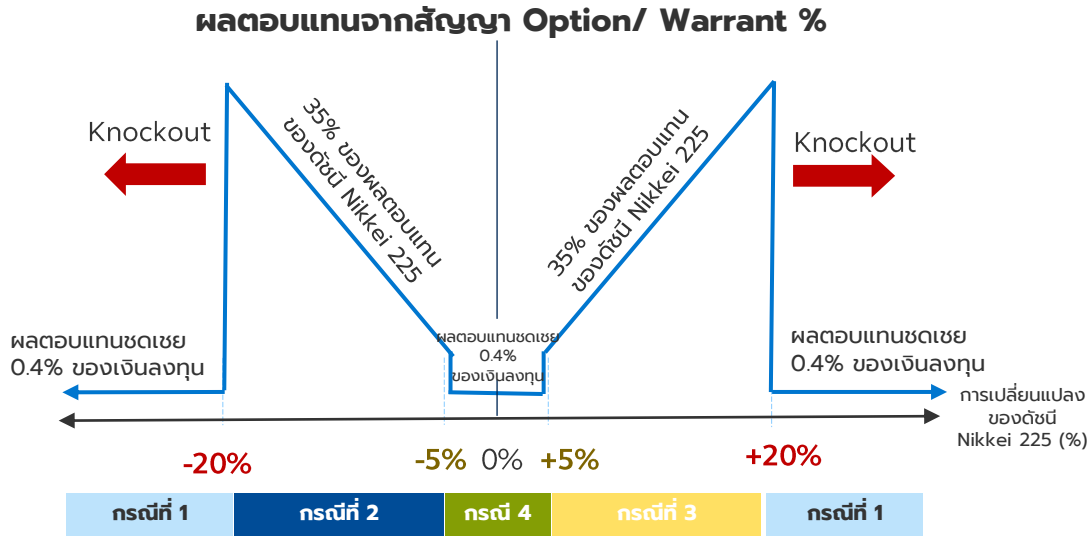 ผลตอบแทนจากสัญญา Option/ Warrant %
Knockout
35% ของผลตอบแทน
ของดัชนี Nikkei 225
35% ของผลตอบแทน
ของดัชนี Nikkei 225
Knockout
ผลตอบแทนชดเชย
0.4% ของเงินลงทุน
ผลตอบแทนชดเชย
0.4%
ของเงินลงทุน
ผลตอบแทนชดเชย
0.4% ของเงินลงทุน
การเปลี่ยนแปลง
ของดัชนี
Nikkei 225 (%)
-20%
-5%
0%
+5%
+20%
กรณีที่ 1
กรณีที่ 2
กรณี 4
กรณีที่ 3
กรณีที่ 1